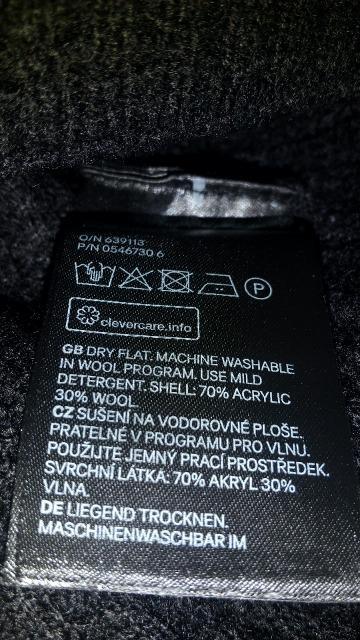 O/N 639113
P/N 0546730 6
P
clevercare.info
GB DRY FLAT. MACHINE WASHABLE
IN WOOL PROGRAM. USE MILD
DETERGENT. SHELL: 70% ACRYLIC
30% WOOL
CZ SUŠENÍ NA VODOROVNÉ PLOŠE.
PRATELNÉ V PROGRAMU PRO VLNU.
POUŽIJTE JEMNÝ PRACÍ PROSTŘEDEK.
SVRCHNÍ LÁTKA: 70% AKRYL 30%
VLNA.
DE LIEGEND TROCKNEN.
MASCHINENWASCHBAR IM